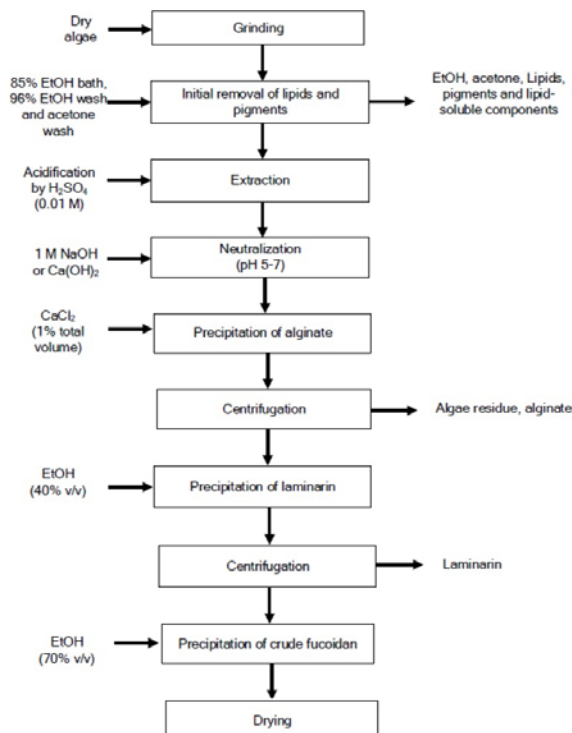 Dry
algae
Grinding
85% EtOH bath,
96% EtOH wash
and acetone
wash
Initial removal of lipids and
pigments
EtOH, acetone, Lipids,
pigments and lipid-
soluble components
Acidification
by H₂SO₄
(0.01 M)
Extraction
1 M NaOH
or Ca(OH)₂
Neutralization
(pH 5-7)
CaCl₂
(1% total
volume)
Precipitation of alginate
Centrifugation
Algae residue, alginate
EtOH
(40% v/v)
Precipitation of laminarin
Centrifugation
Laminarin
EtOH
(70% v/v)
Precipitation of crude fucoidan
Drying